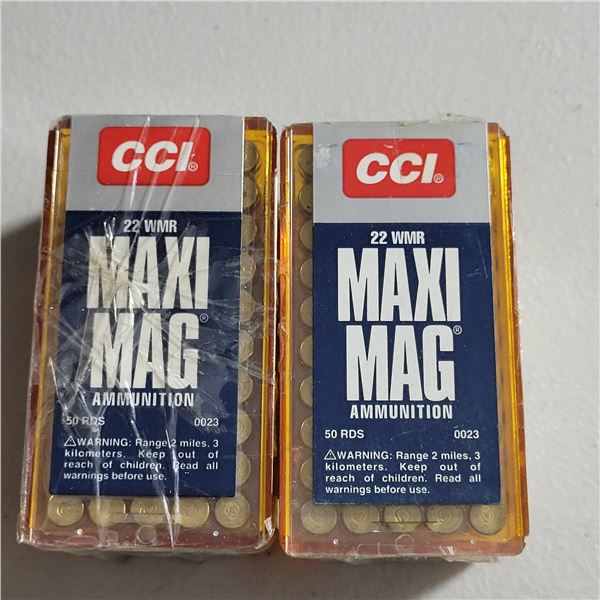 CCI®
22 WMR
MAXI
MAG®
AMMUNITION
50 RDS 0023
⚠WARNING: Range 2 miles, 3
kilometers. Keep out of
reach of children. Read all
warnings before use.
CCI®
22 WMR
MAXI
MAG®
AMMUNITION
50 RDS 0023
⚠WARNING: Range 2 miles, 3
kilometers. Keep out of
reach of children. Read all
warnings before use.